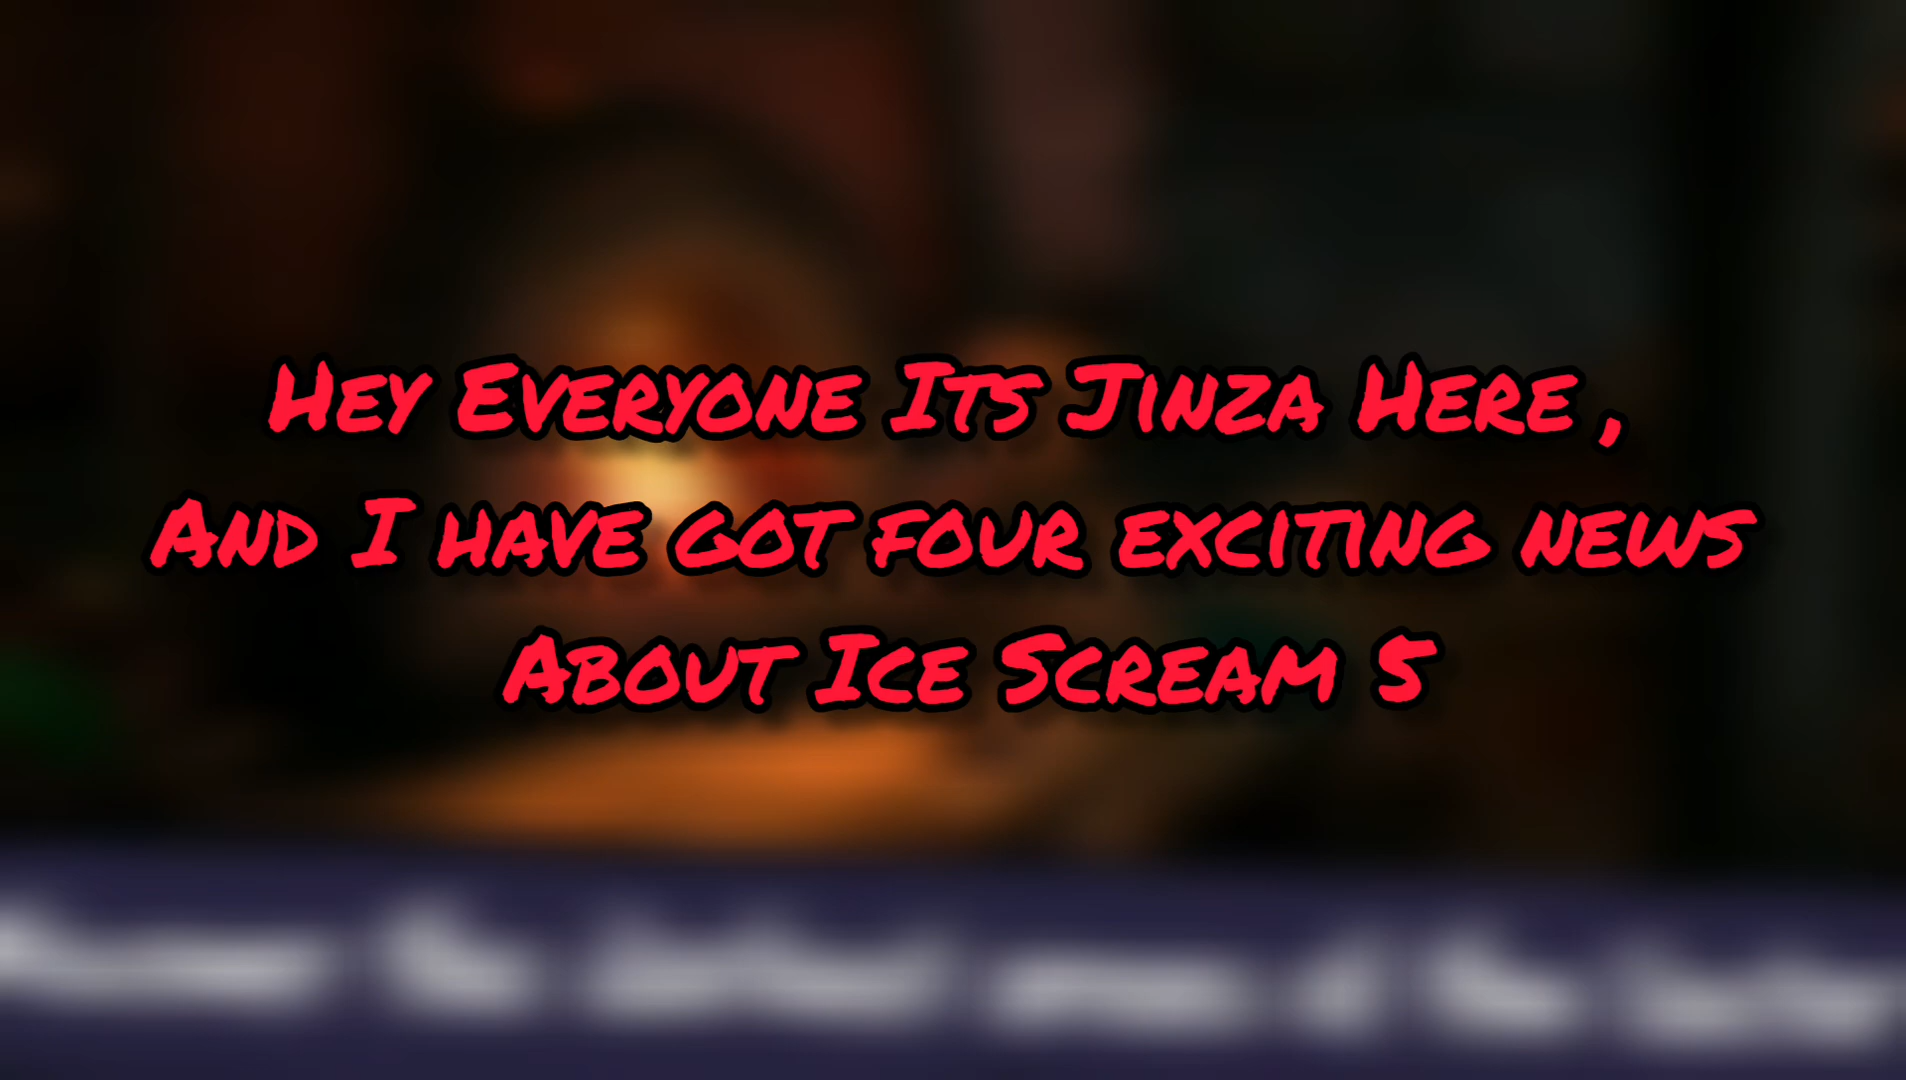 Hey Everyone Its Jinza Here ,
And I have got four exciting news
About Ice Scream 5